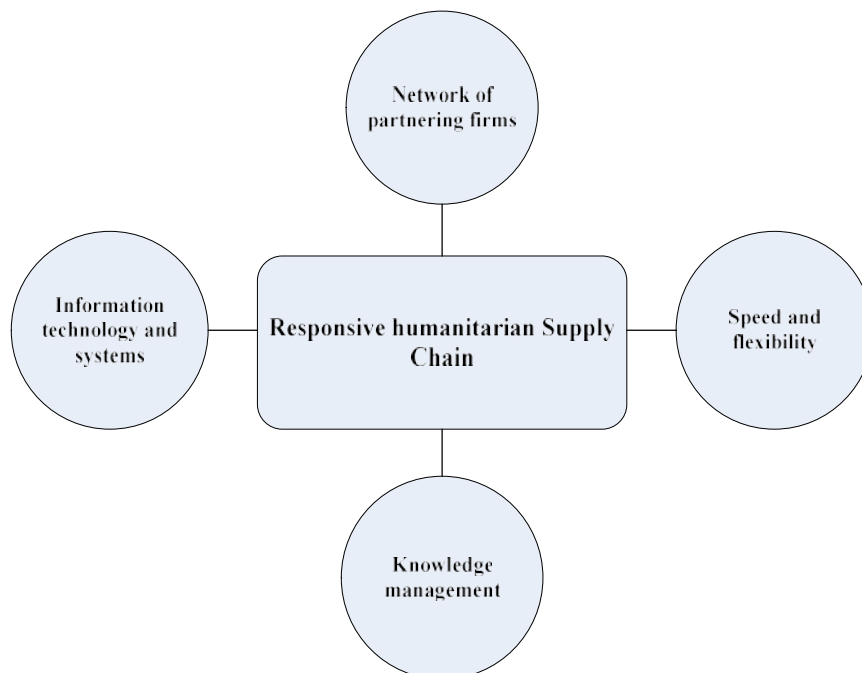 Network of
partnering firms
Information
technology and
systems
Responsive humanitarian Supply
Chain
Speed and
flexibility
Knowledge
management